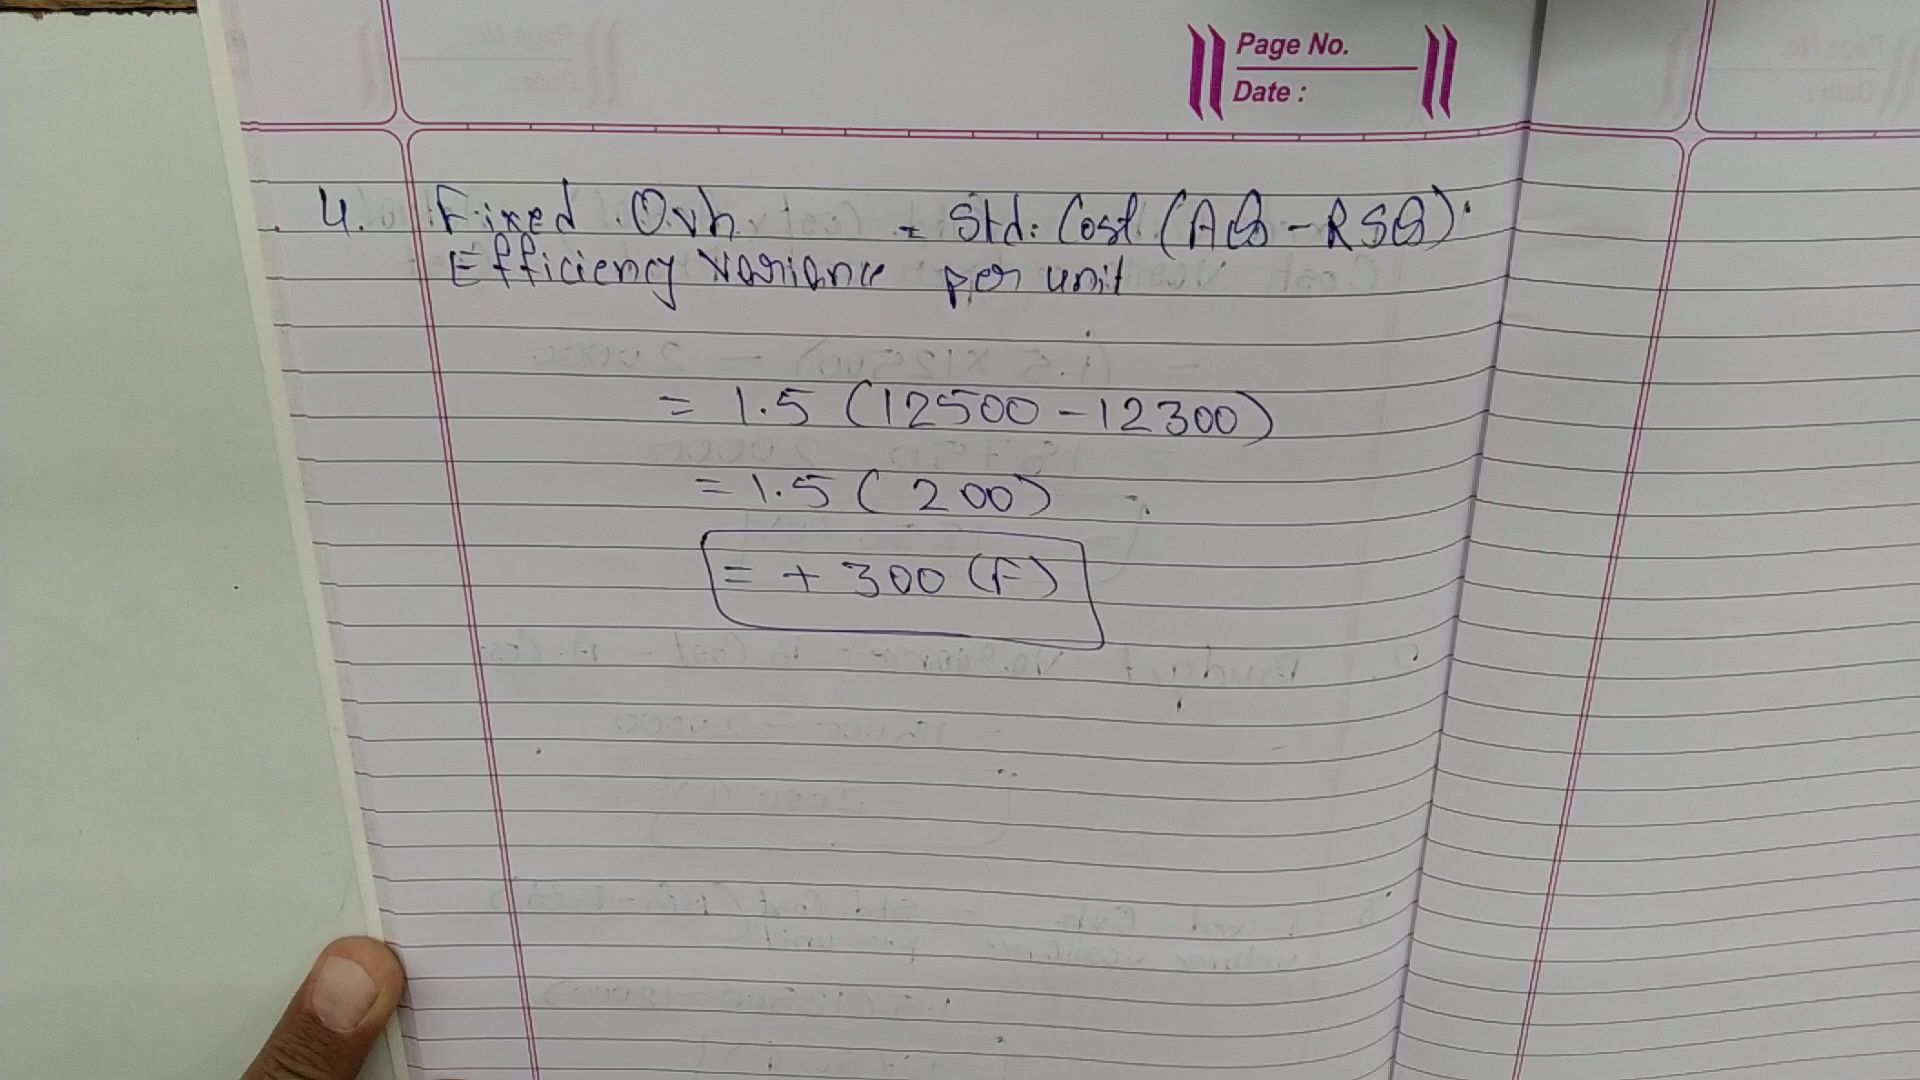 Page No.
Date :
4. Fixed Ovh. = Std. Cost (AQ - RSQ)
Efficiency Variance per unit
= 1.5 (12500 - 12300)
= 1.5 (200)
= + 300 (F)